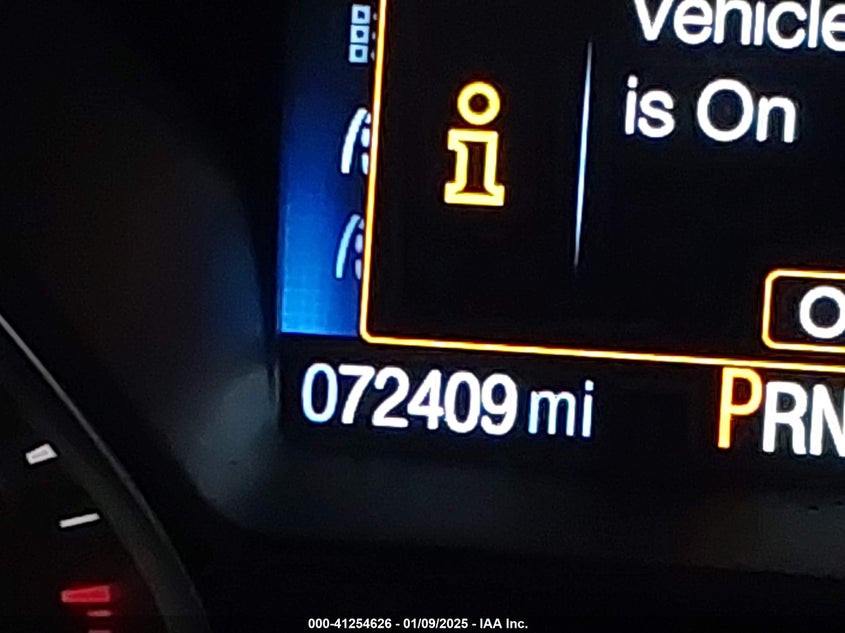 Vehicle
is On
O
072409 mi PRN
000-41254626 - 01/09/2025 - IAA Inc.